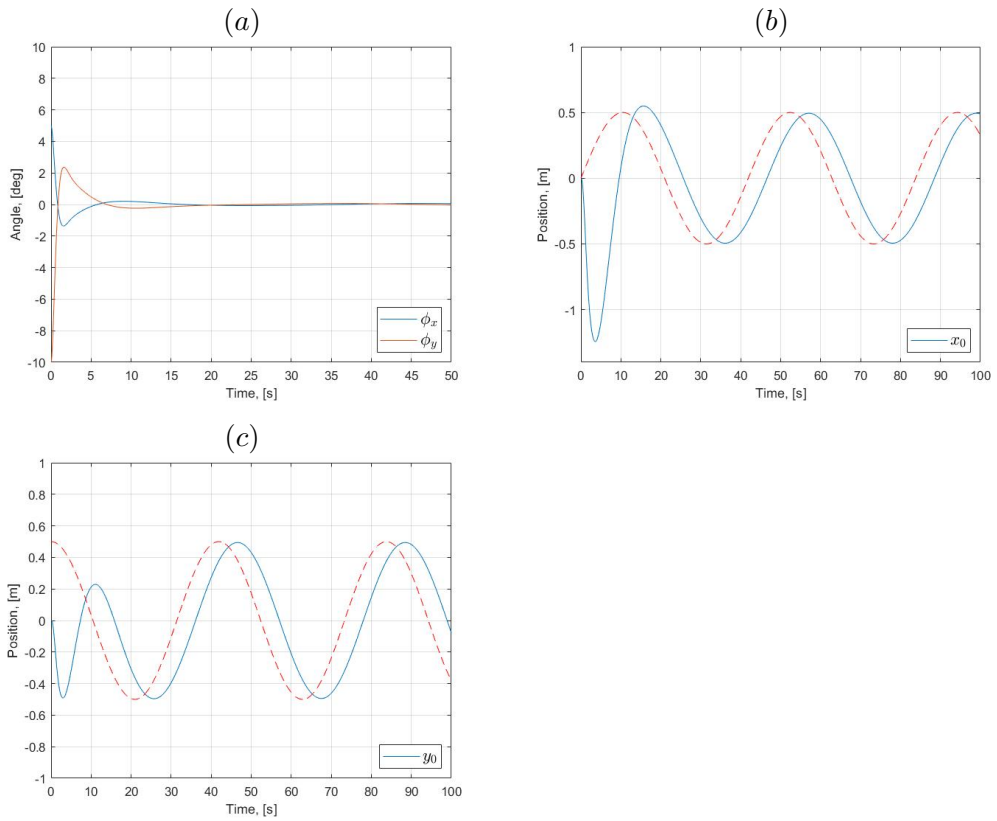 (a)
10
8
6
4
2
0
-2
-4
-6
-8
-10
Angle, [deg]
0 5 10 15 20 25 30 35 40 45 50
Time, [s]
ϕx
ϕy
(b)
1
0.5
0
-0.5
-1
Position, [m]
0 10 20 30 40 50 60 70 80 90 100
Time, [s]
x0
(c)
1
0.8
0.6
0.4
0.2
0
-0.2
-0.4
-0.6
-0.8
-1
Position, [m]
0 10 20 30 40 50 60 70 80 90 100
Time, [s]
y0